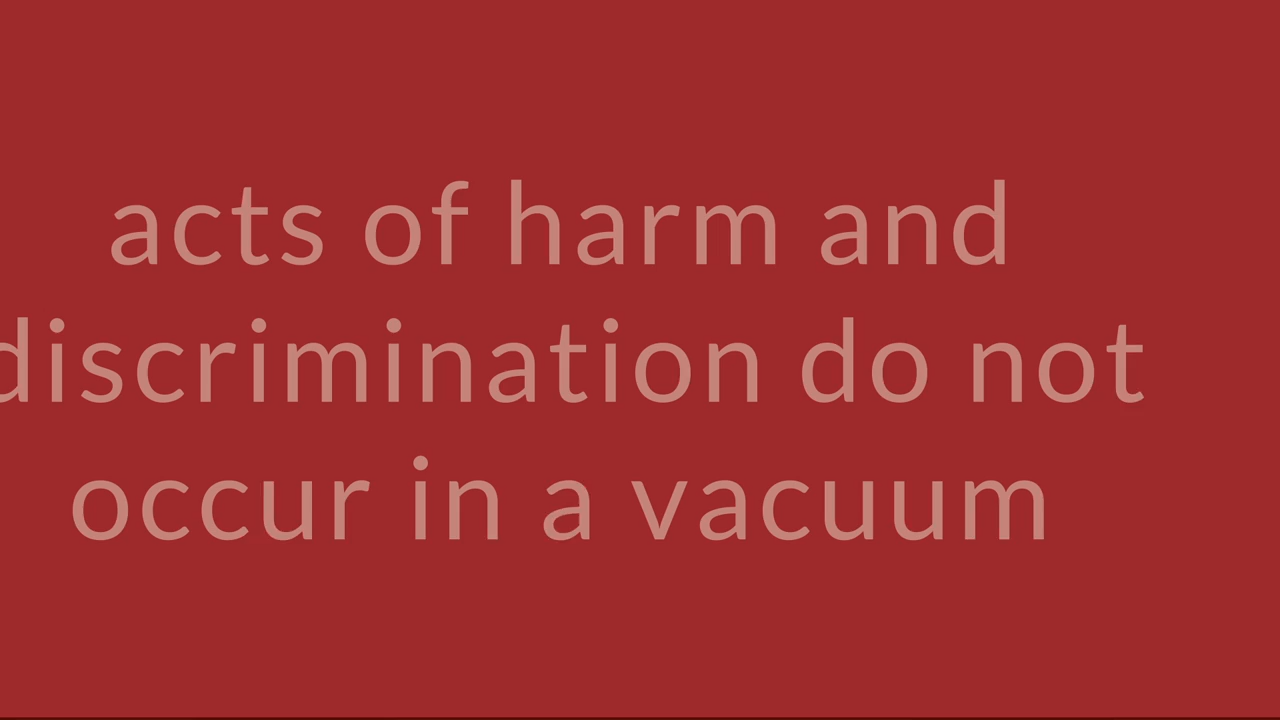 acts of harm and
discrimination do not
occur in a vacuum